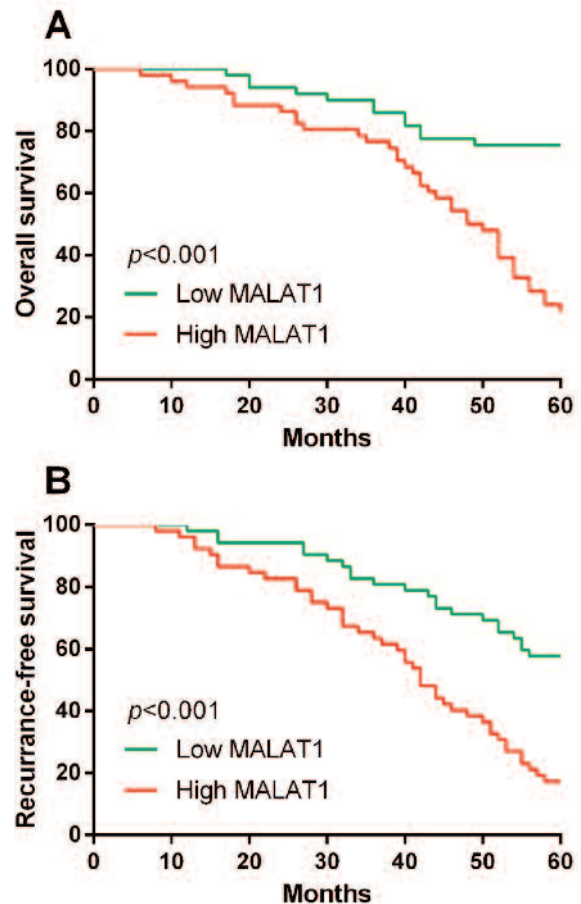 A
Overall survival
100
80
60
40
20
0
p<0.001
Low MALAT1
High MALAT1
0 10 20 30 40 50 60
Months
B
Recurrance-free survival
100
80
60
40
20
0
p<0.001
Low MALAT1
High MALAT1
0 10 20 30 40 50 60
Months